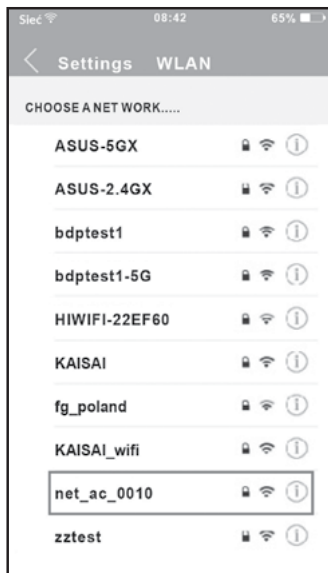 Sieć 08:42 65%
Settings WLAN
CHOOSE A NET WORK.....
ASUS-5GX
ASUS-2.4GX
bdptest1
bdptest1-5G
HIWIFI-22EF60
KAISAI
fg_poland
KAISAI_wifi
net_ac_0010
zztest